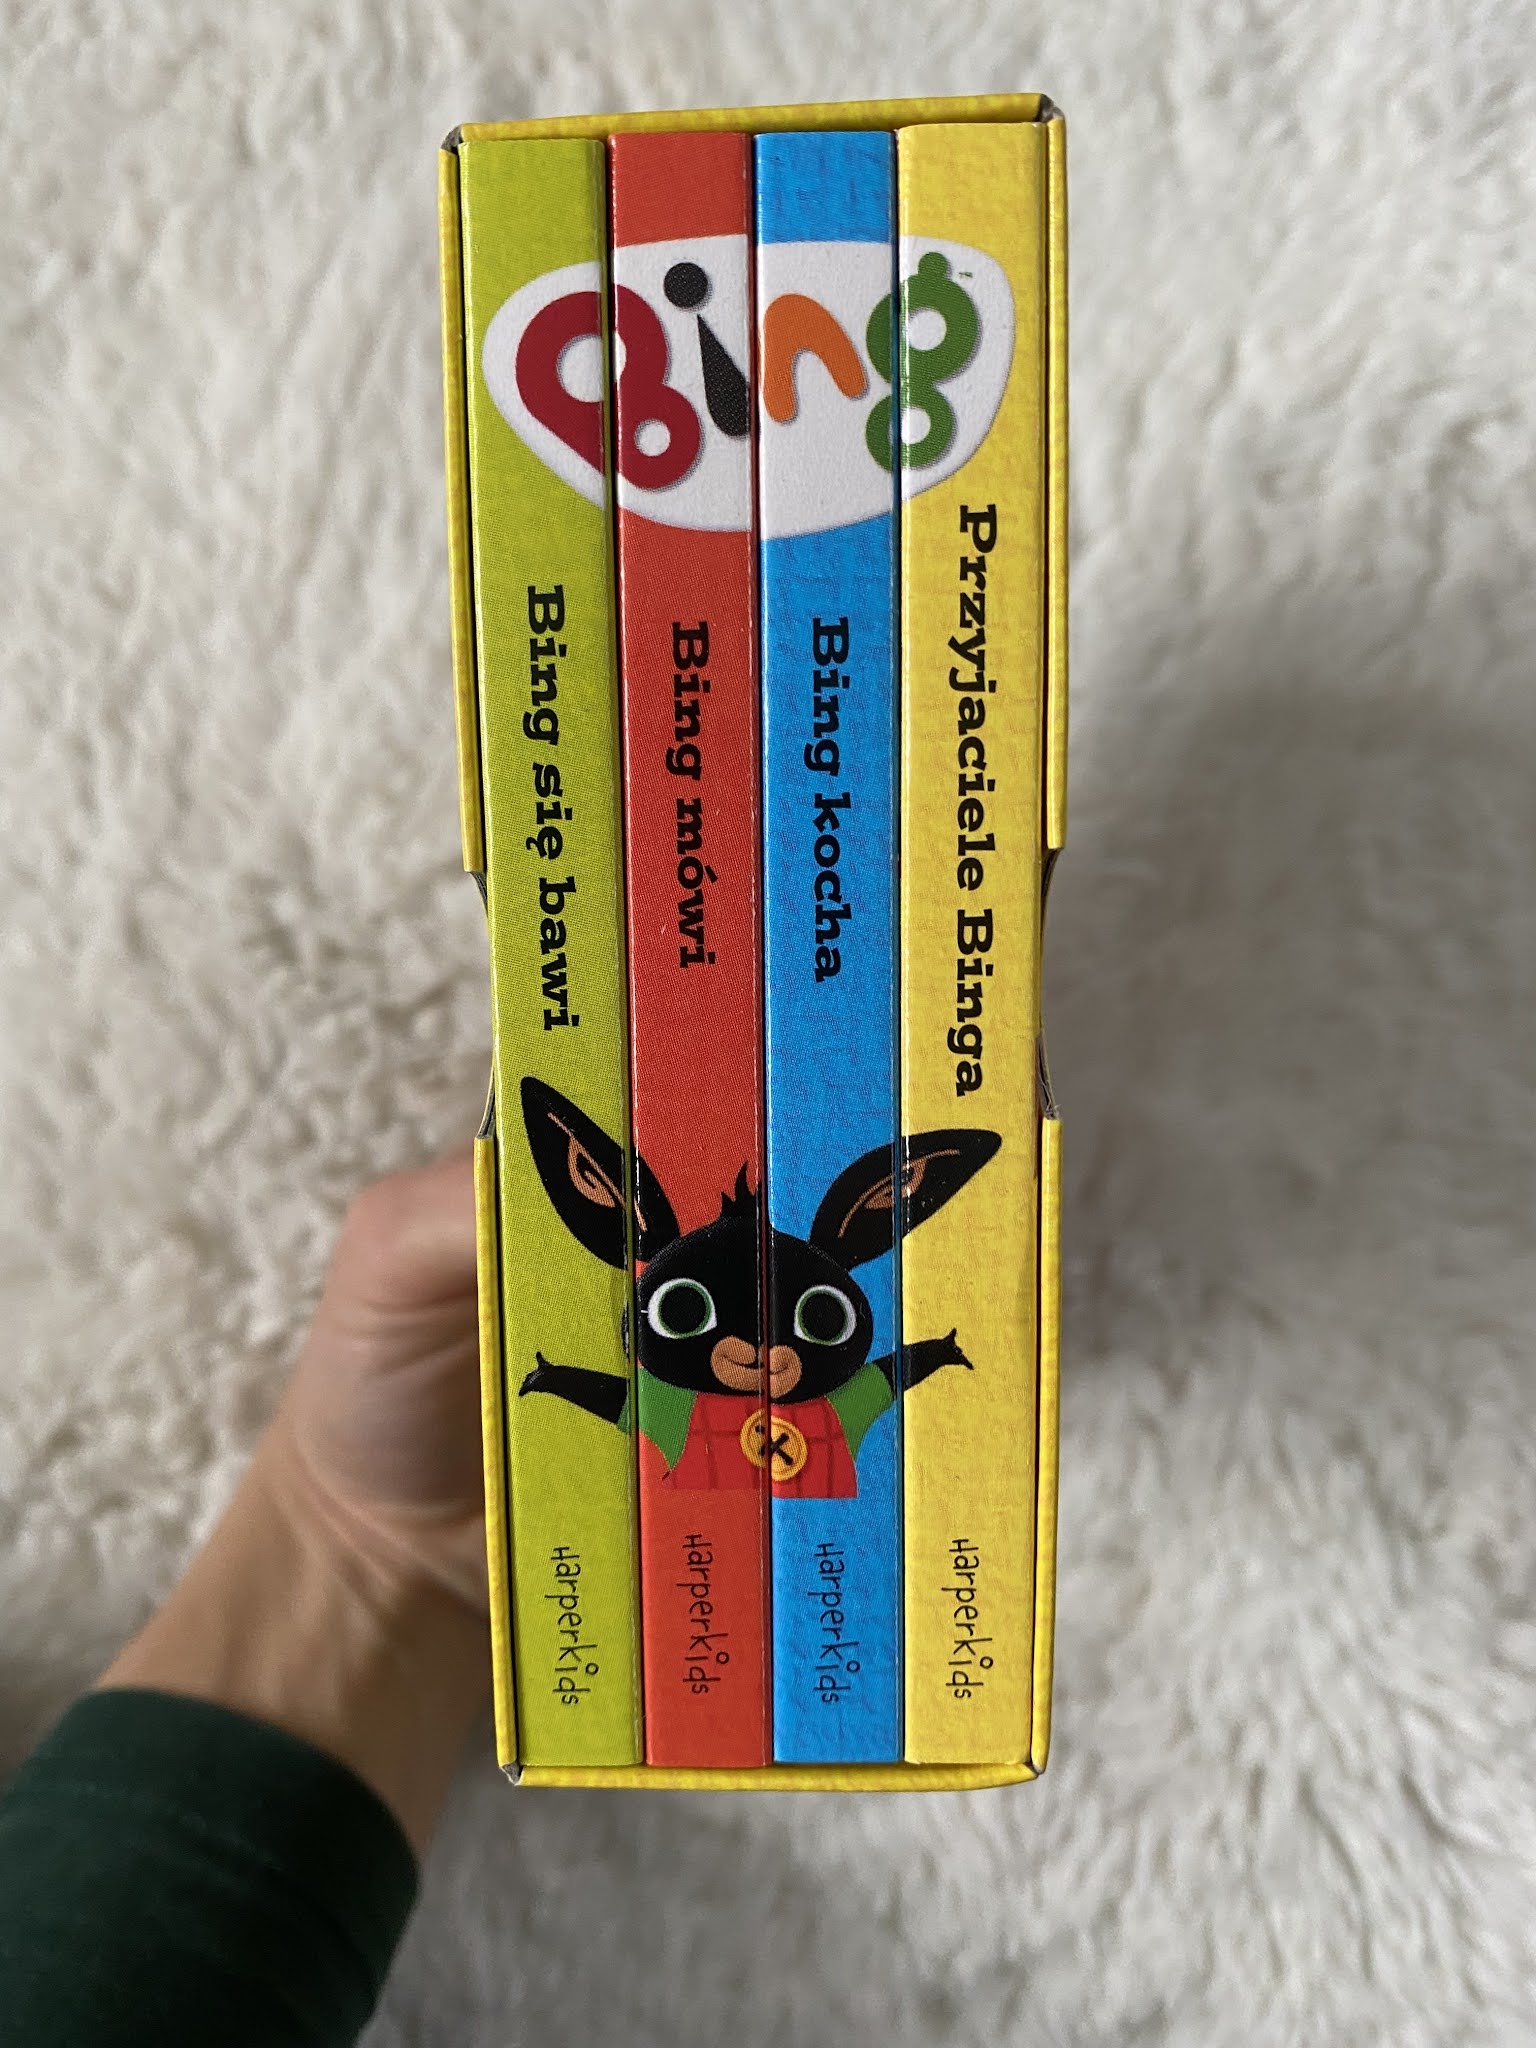 Bing
Bing się bawi
Bing mówi
Bing kocha
Przyjaciele Binga
HarperKids
HarperKids
HarperKids
HarperKids